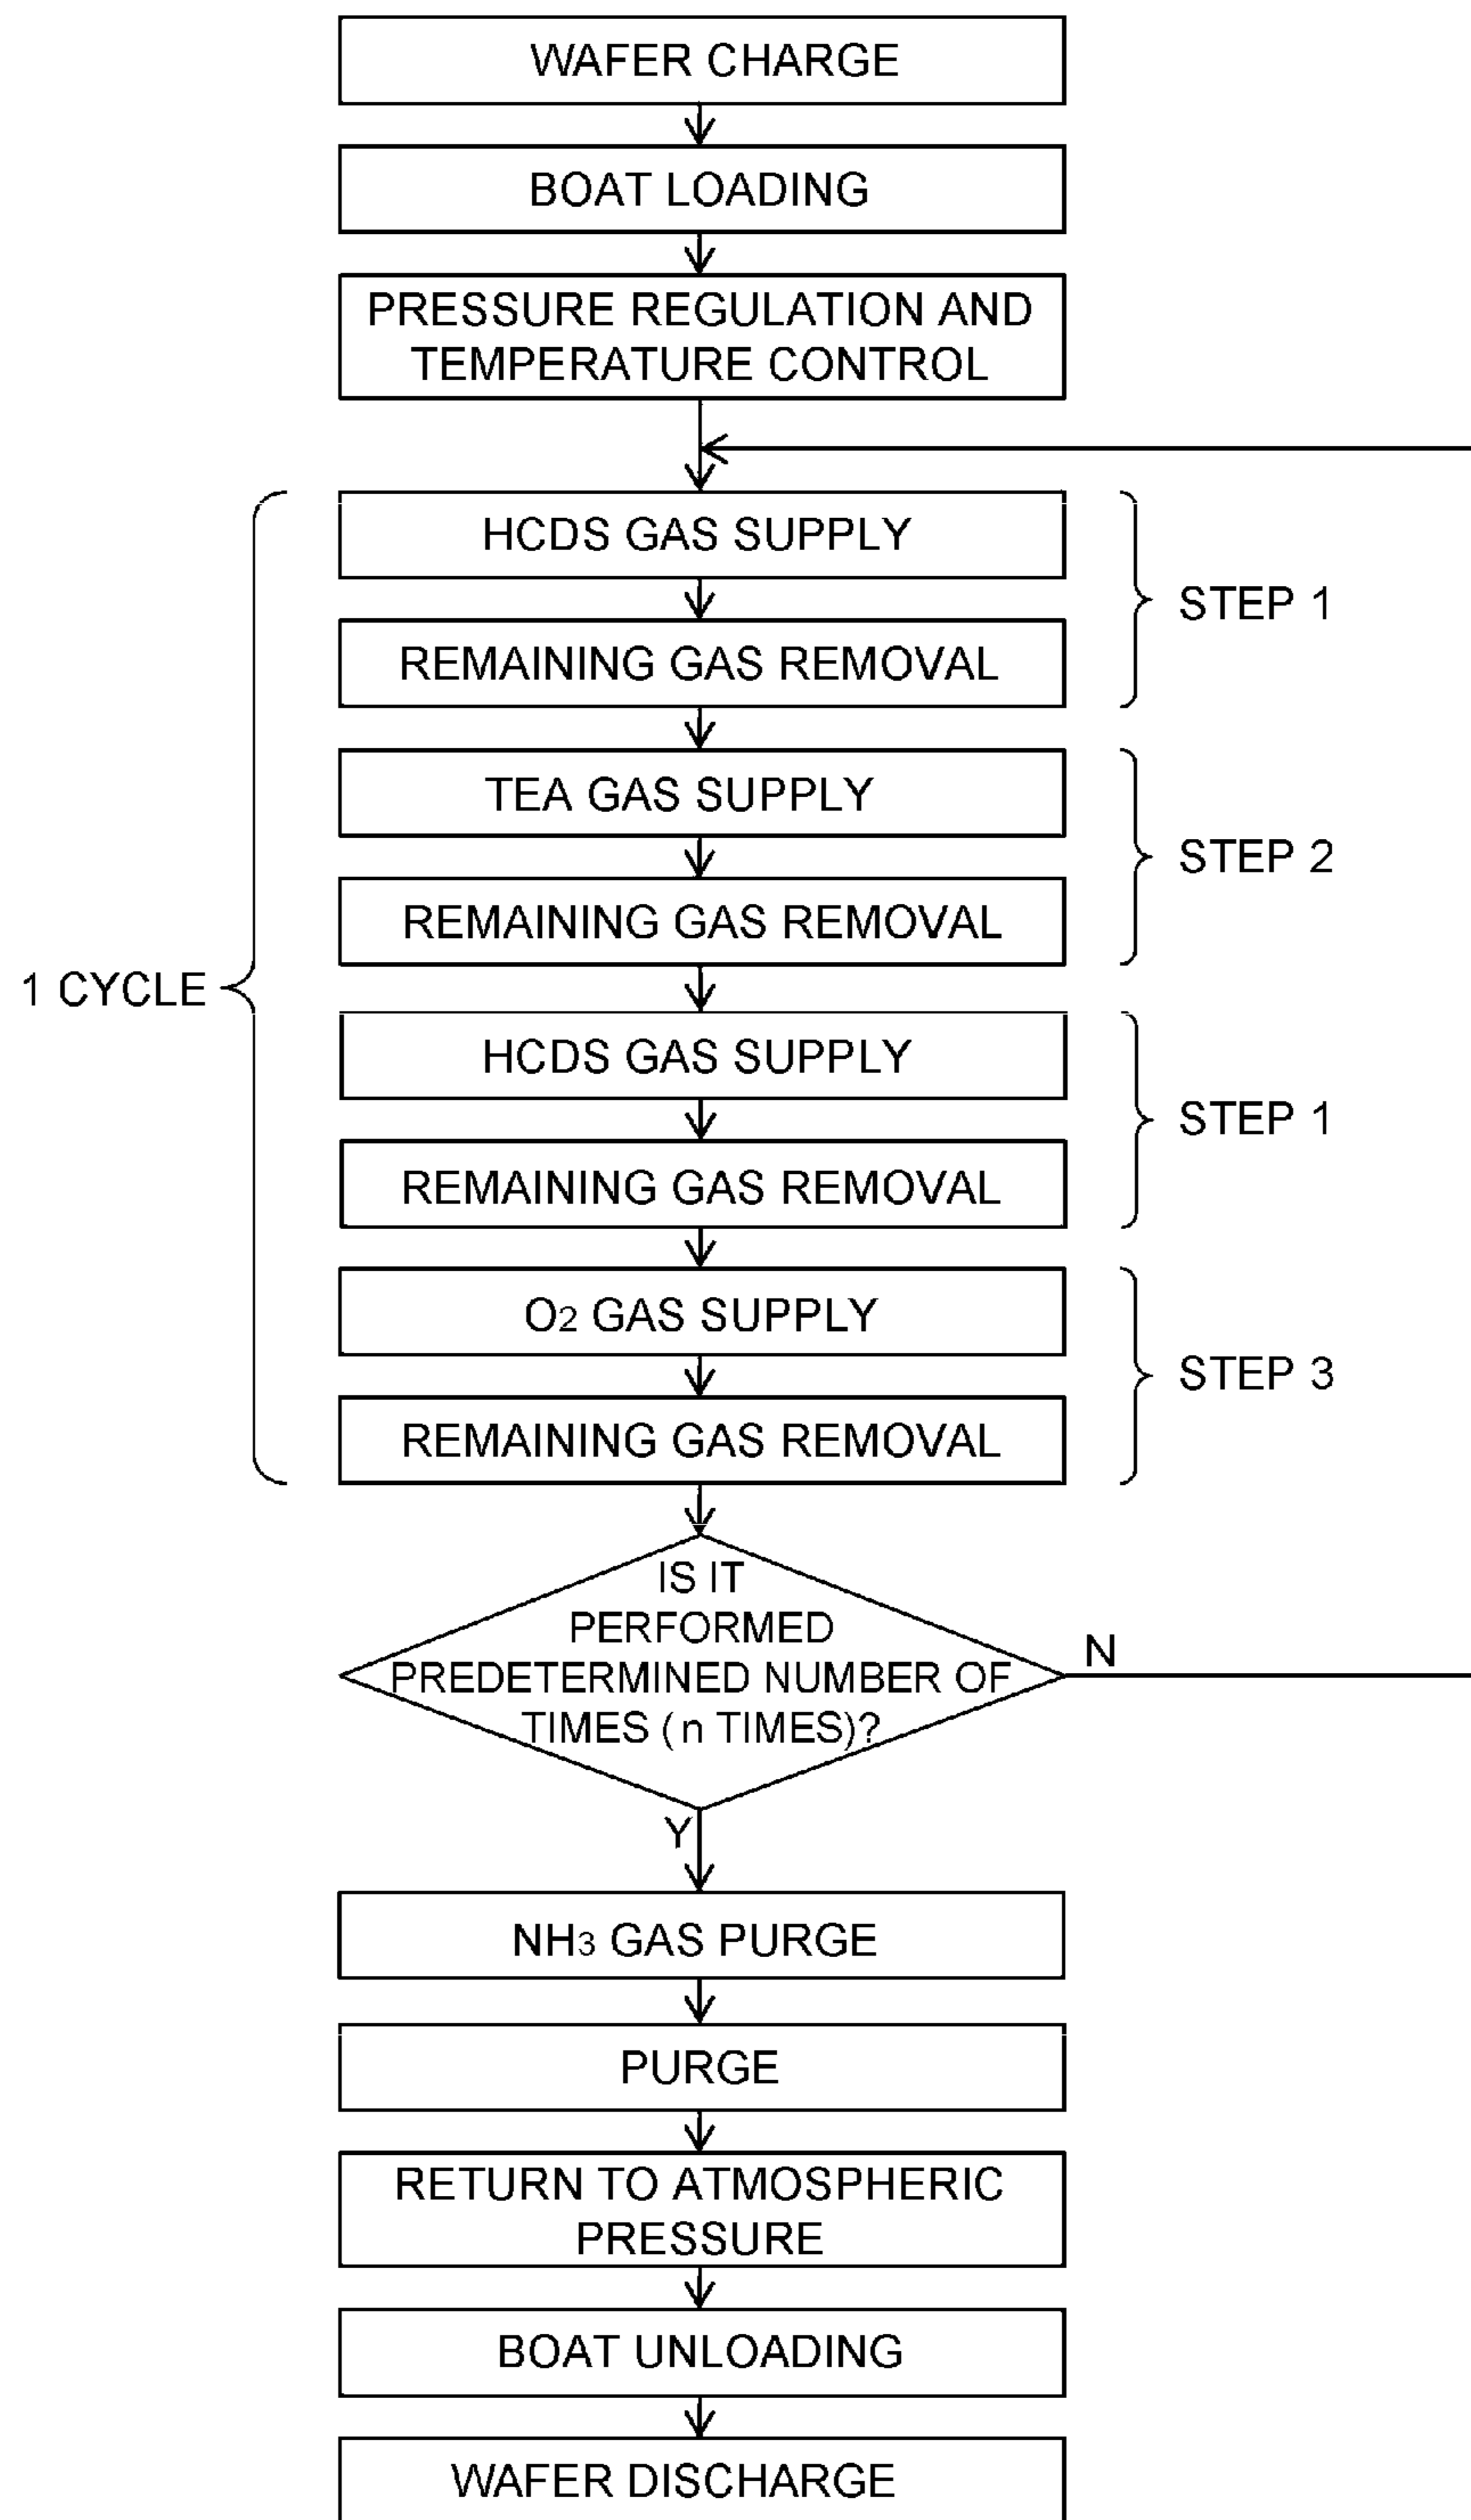 WAFER CHARGE
BOAT LOADING
PRESSURE REGULATION AND
TEMPERATURE CONTROL
HCDS GAS SUPPLY
REMAINING GAS REMOVAL
STEP 1
TEA GAS SUPPLY
REMAINING GAS REMOVAL
STEP 2
1 CYCLE
HCDS GAS SUPPLY
REMAINING GAS REMOVAL
STEP 1
O2 GAS SUPPLY
REMAINING GAS REMOVAL
STEP 3
IS IT
PERFORMED
PREDETERMINED NUMBER OF
TIMES (n TIMES)?
N
Y
NH3 GAS PURGE
PURGE
RETURN TO ATMOSPHERIC
PRESSURE
BOAT UNLOADING
WAFER DISCHARGE